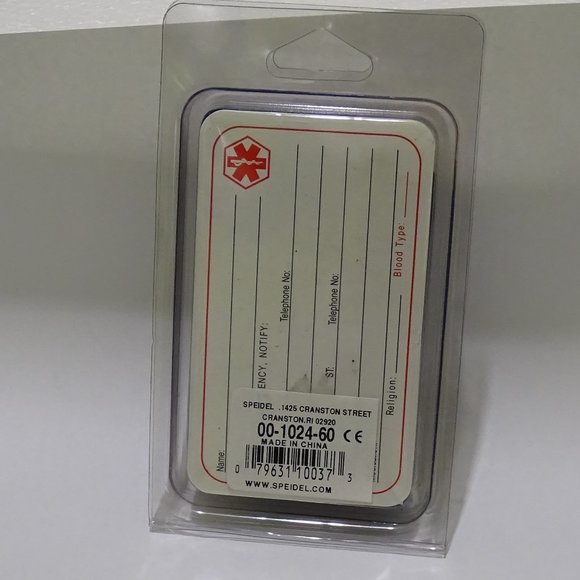 Name:
ENCY, NOTIFY:
Telephone No:
ST:
Telephone No:
Religion:
Blood Type:
SPEIDEL .1425 CRANSTON STREET
CRANSTON.RI 02920
00-1024-60 CE
MADE IN CHINA
0 79631 10037 3
WWW.SPEIDEL.COM